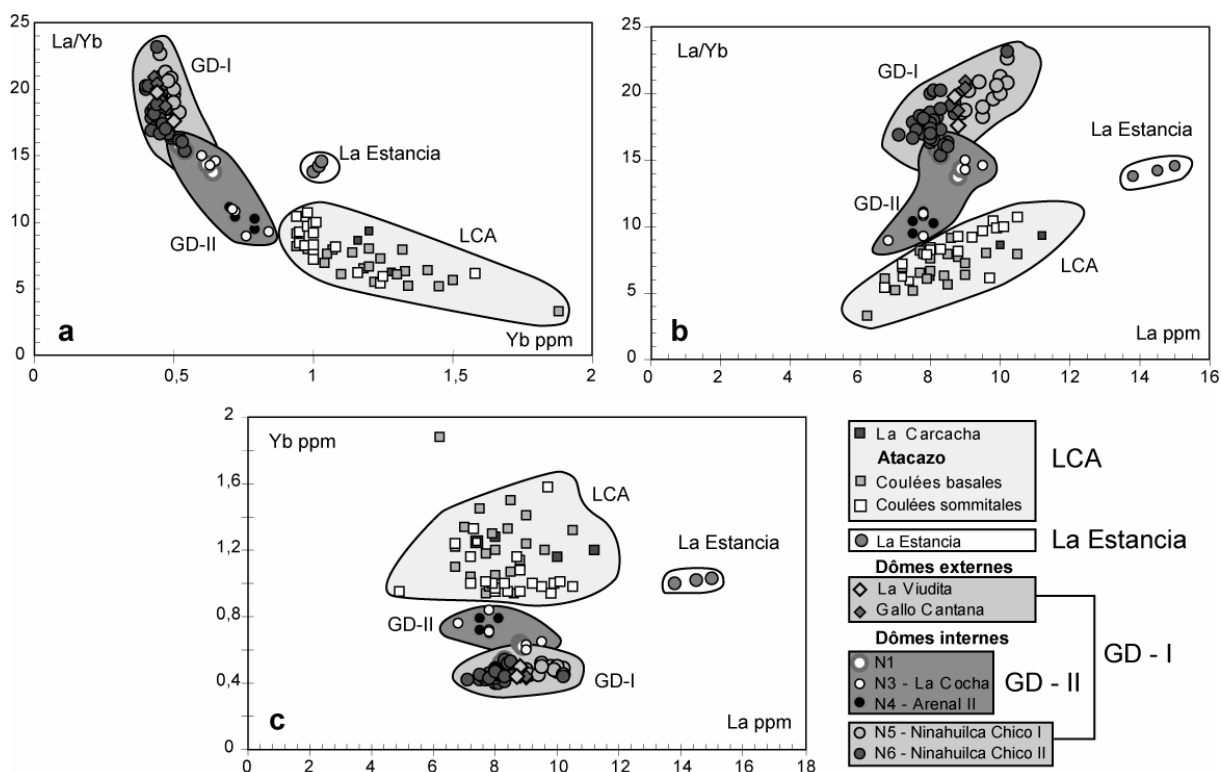 25
20
15
10
5
0
La/Yb
GD-I
GD-II
La Estancia
LCA
a
Yb ppm
0
0,5
1
1,5
2
25
20
15
10
5
0
La/Yb
GD-I
GD-II
La Estancia
LCA
b
La ppm
0
2
4
6
8
10
12
14
16
2
1,6
1,2
0,8
0,4
0
Yb ppm
LCA
La Estancia
GD-II
GD-I
c
La ppm
0
2
4
6
8
10
12
14
16
18
La Carcacha
Atacazo
Coulées basales
Coulées sommitales
LCA
La Estancia
La Estancia
Dômes externes
La Viudita
Gallo Cantana
Dômes internes
N1
N3 - La Cocha
N4 - Arenal II
GD - II
GD - I
N5 - Ninahuilca Chico I
N6 - Ninahuilca Chico II